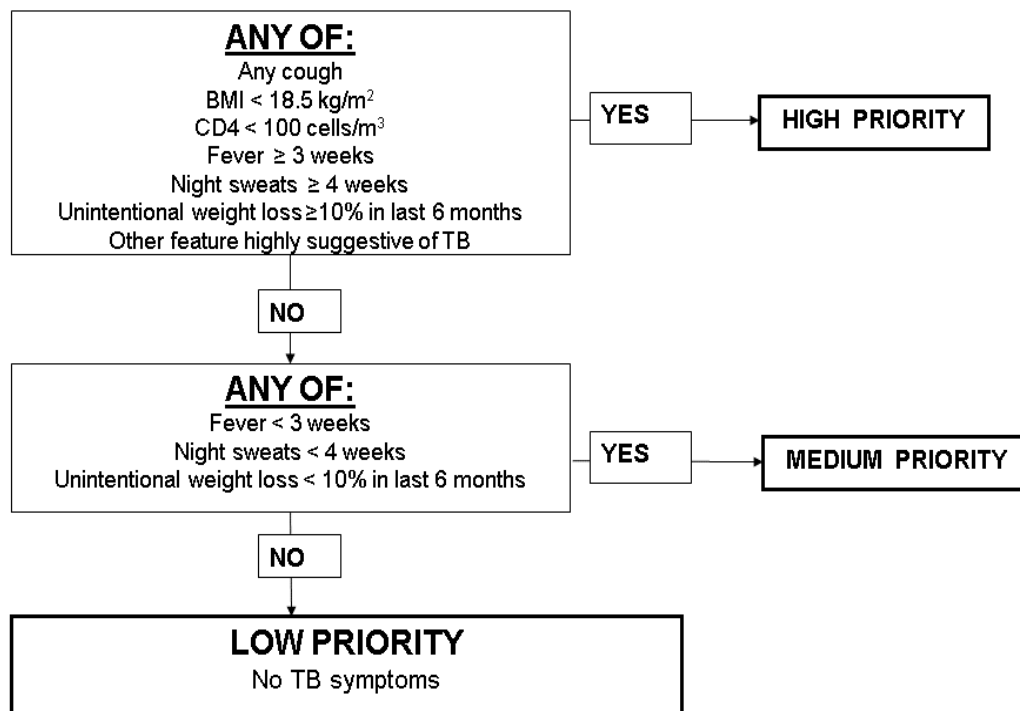 ANY OF:
Any cough
BMI < 18.5 kg/m²
CD4 < 100 cells/m³
Fever ≥ 3 weeks
Night sweats ≥ 4 weeks
Unintentional weight loss ≥10% in last 6 months
Other feature highly suggestive of TB
YES
HIGH PRIORITY
NO
ANY OF:
Fever < 3 weeks
Night sweats < 4 weeks
Unintentional weight loss < 10% in last 6 months
YES
MEDIUM PRIORITY
NO
LOW PRIORITY
No TB symptoms